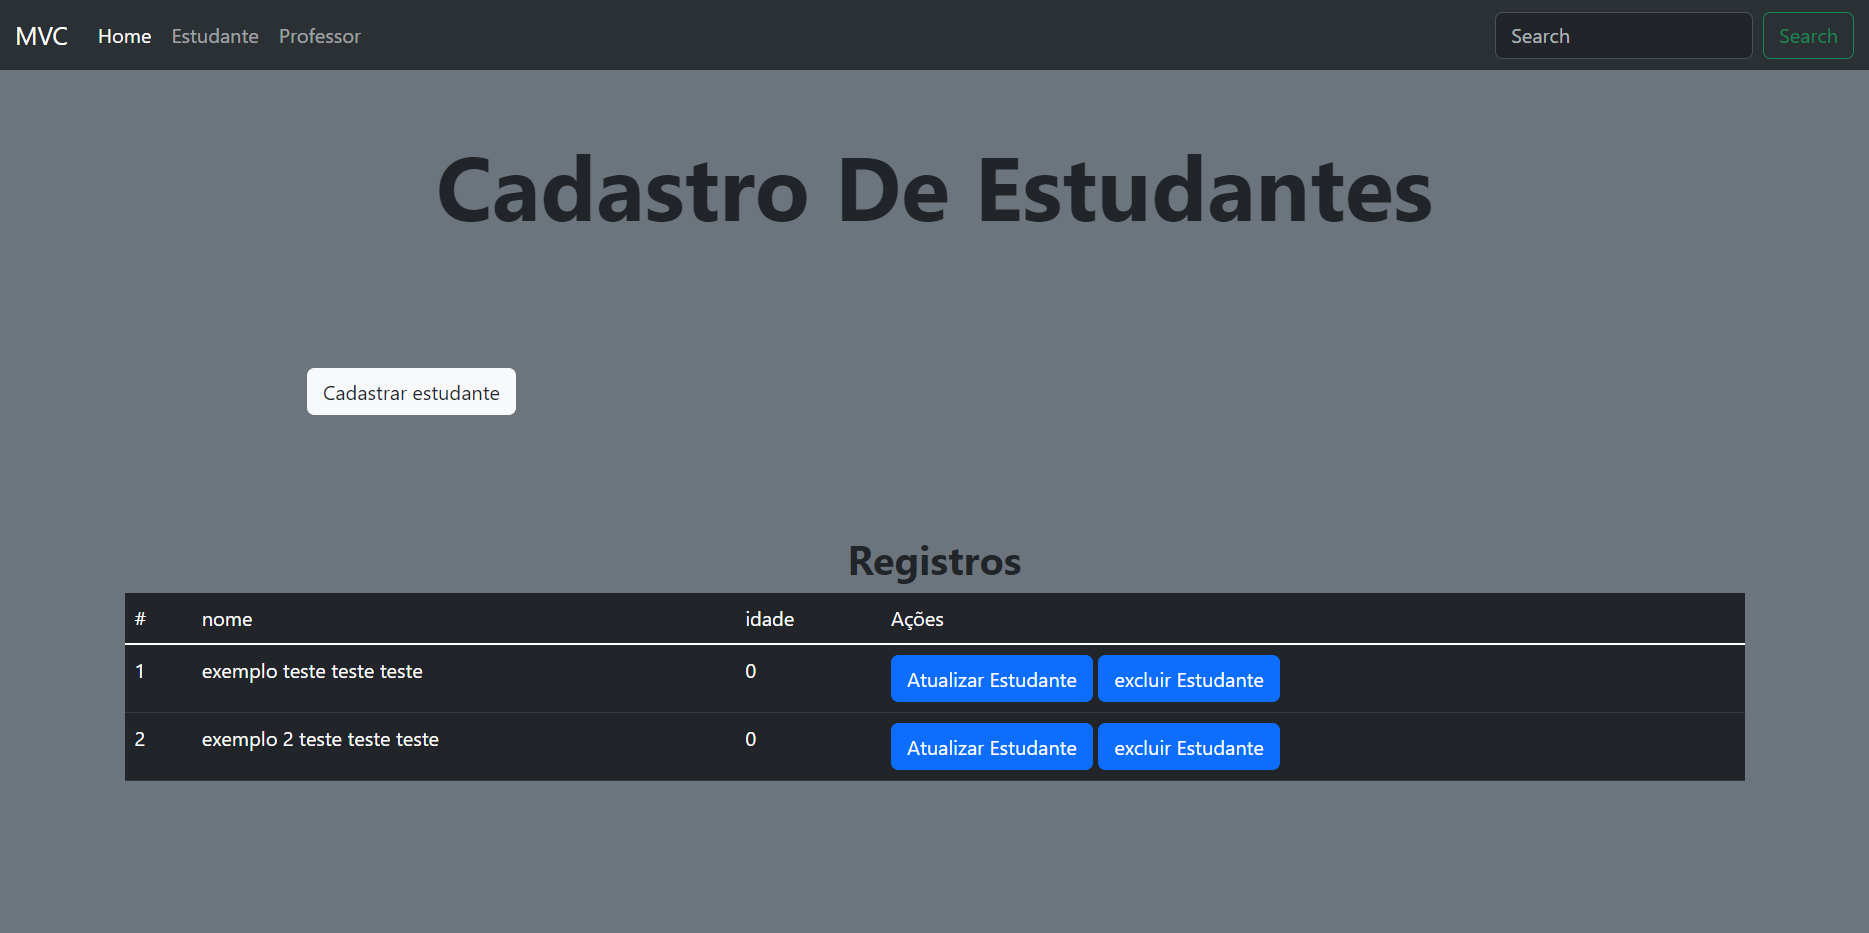 MVC Home Estudante Professor Search Search
Cadastro De Estudantes
Cadastrar estudante
Registros
# nome idade Ações
1 exemplo teste teste teste 0 Atualizar Estudante excluir Estudante
2 exemplo 2 teste teste teste 0 Atualizar Estudante excluir Estudante